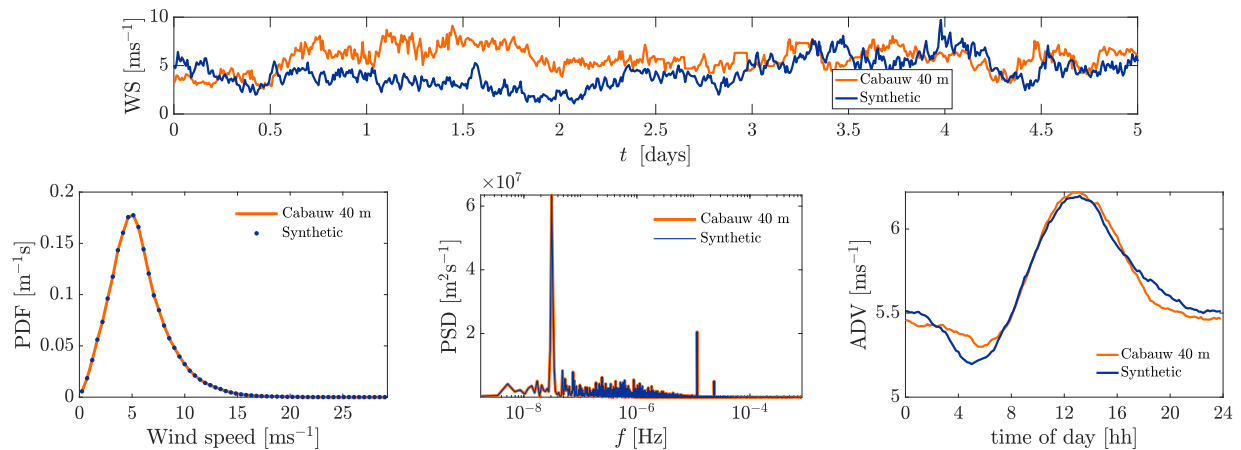 10
5
0
WS [ms⁻¹]
Cabauw 40 m
Synthetic
0 0.5 1 1.5 2 2.5 3 3.5 4 4.5 5
t [days]
0.2
0.15
0.1
0.05
0
PDF [m⁻¹s]
Cabauw 40 m
Synthetic
0 5 10 15 20 25
Wind speed [ms⁻¹]
×10⁷
6
4
2
PSD [m²s⁻¹]
Cabauw 40 m
Synthetic
10⁻⁸ 10⁻⁶ 10⁻⁴
f [Hz]
6
5.5
5
ADV [ms⁻¹]
Cabauw 40 m
Synthetic
0 4 8 12 16 20 24
time of day [hh]